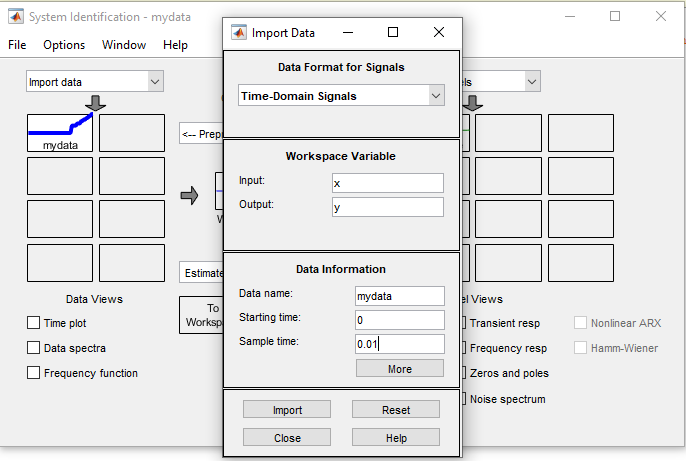 System Identification - mydata
File Options Window Help
Import data
mydata
<-- Prepr
Estimate
To
Workspa
Data Views
Time plot
Data spectra
Frequency function
Import Data
Data Format for Signals
Time-Domain Signals
Workspace Variable
Input: x
Output: y
Data Information
Data name: mydata
Starting time: 0
Sample time: 0.01
More
Import Reset
Close Help
els
el Views
Transient resp
Nonlinear ARX
Frequency resp
Hamm-Wiener
Zeros and poles
Noise spectrum